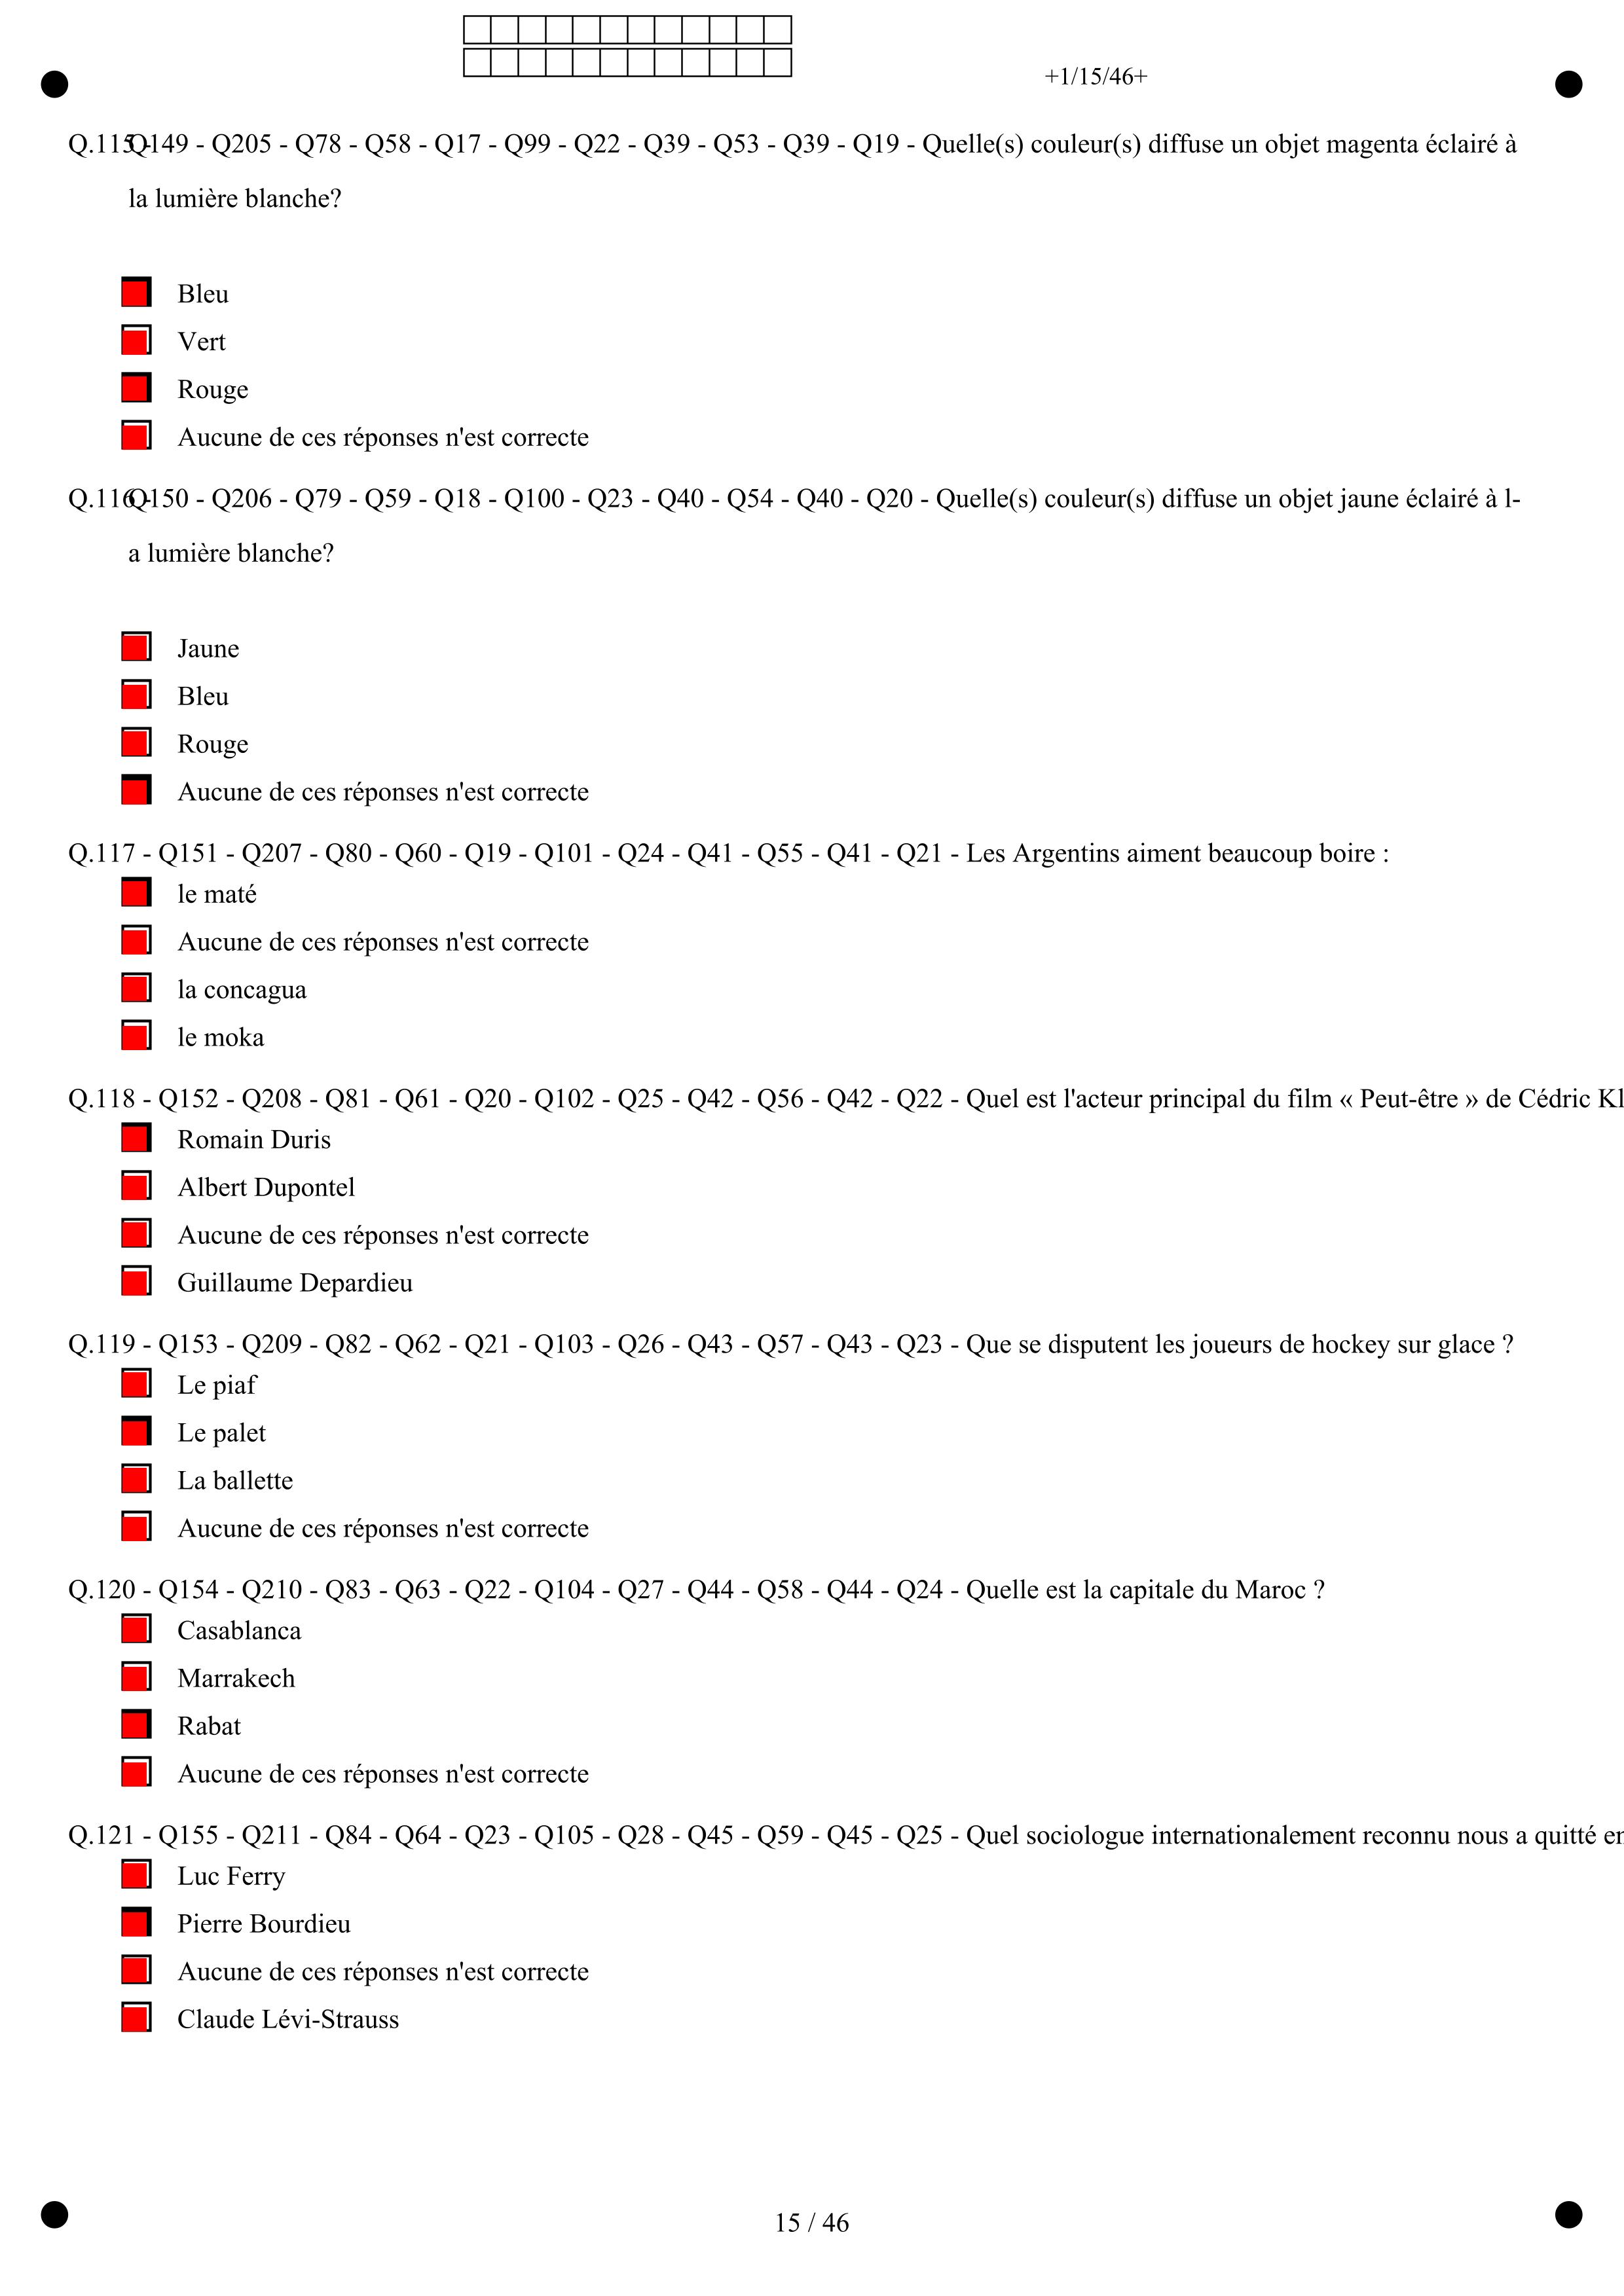 +1/15/46+
Q.115 - Q149 - Q205 - Q78 - Q58 - Q17 - Q99 - Q22 - Q39 - Q53 - Q39 - Q19 - Quelle(s) couleur(s) diffuse un objet magenta éclairé à
la lumière blanche?
Bleu
Vert
Rouge
Aucune de ces réponses n'est correcte
Q.116 - Q150 - Q206 - Q79 - Q59 - Q18 - Q100 - Q23 - Q40 - Q54 - Q40 - Q20 - Quelle(s) couleur(s) diffuse un objet jaune éclairé à l-
a lumière blanche?
Jaune
Bleu
Rouge
Aucune de ces réponses n'est correcte
Q.117 - Q151 - Q207 - Q80 - Q60 - Q19 - Q101 - Q24 - Q41 - Q55 - Q41 - Q21 - Les Argentins aiment beaucoup boire :
le maté
Aucune de ces réponses n'est correcte
la concagua
le moka
Q.118 - Q152 - Q208 - Q81 - Q61 - Q20 - Q102 - Q25 - Q42 - Q56 - Q42 - Q22 - Quel est l'acteur principal du film « Peut-être » de Cédric Kl
Romain Duris
Albert Dupontel
Aucune de ces réponses n'est correcte
Guillaume Depardieu
Q.119 - Q153 - Q209 - Q82 - Q62 - Q21 - Q103 - Q26 - Q43 - Q57 - Q43 - Q23 - Que se disputent les joueurs de hockey sur glace ?
Le piaf
Le palet
La ballette
Aucune de ces réponses n'est correcte
Q.120 - Q154 - Q210 - Q83 - Q63 - Q22 - Q104 - Q27 - Q44 - Q58 - Q44 - Q24 - Quelle est la capitale du Maroc ?
Casablanca
Marrakech
Rabat
Aucune de ces réponses n'est correcte
Q.121 - Q155 - Q211 - Q84 - Q64 - Q23 - Q105 - Q28 - Q45 - Q59 - Q45 - Q25 - Quel sociologue internationalement reconnu nous a quitté en
Luc Ferry
Pierre Bourdieu
Aucune de ces réponses n'est correcte
Claude Lévi-Strauss
15 / 46